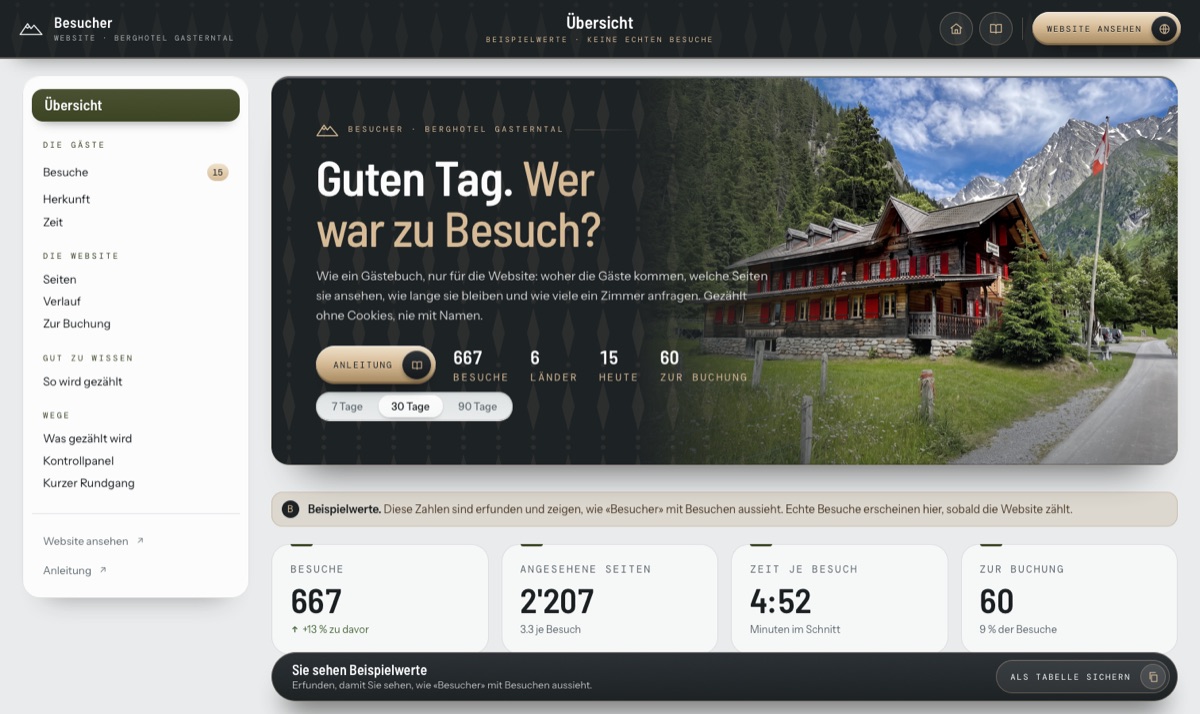 Besucher
WEBSITE · BERGHOTEL GASTERNTAL
Übersicht
BEISPIELWERTE · KEINE ECHTEN BESUCHE
WEBSITE ANSEHEN
Übersicht
DIE GÄSTE
Besuche 15
Herkunft
Zeit
DIE WEBSITE
Seiten
Verlauf
Zur Buchung
GUT ZU WISSEN
So wird gezählt
WEGE
Was gezählt wird
Kontrollpanel
Kurzer Rundgang
Website ansehen ↗
Anleitung ↗
BESUCHER · BERGHOTEL GASTERNTAL
Guten Tag. Wer
war zu Besuch?
Wie ein Gästebuch, nur für die Website: woher die Gäste kommen, welche Seiten
sie ansehen, wie lange sie bleiben und wie viele ein Zimmer anfragen. Gezählt
ohne Cookies, nie mit Namen.
ANLEITUNG
667 6 15 60
BESUCHE LÄNDER HEUTE ZUR BUCHUNG
7 Tage 30 Tage 90 Tage
B Beispielwerte. Diese Zahlen sind erfunden und zeigen, wie «Besucher» mit Besuchen aussieht. Echte Besuche erscheinen hier, sobald die Website zählt.
BESUCHE
667
↑ +13 % zu davor
ANGESEHENE SEITEN
2'207
3.3 je Besuch
ZEIT JE BESUCH
4:52
Minuten im Schnitt
ZUR BUCHUNG
60
9 % der Besuche
Sie sehen Beispielwerte
Erfunden, damit Sie sehen, wie «Besucher» mit Besuchen aussieht.
ALS TABELLE SICHERN